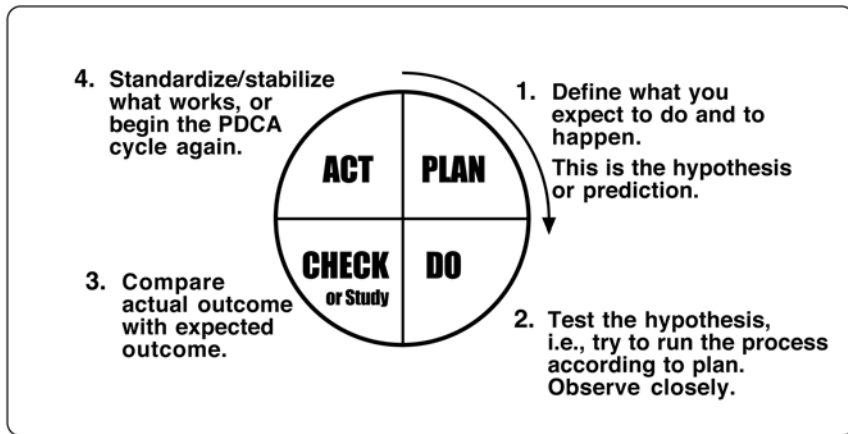 1. Define what you
expect to do and to
happen.
This is the hypothesis
or prediction.
2. Test the hypothesis,
i.e., try to run the process
according to plan.
Observe closely.
3. Compare
actual outcome
with expected
outcome.
4. Standardize/stabilize
what works, or
begin the PDCA
cycle again.
ACT
PLAN
CHECK
or Study
DO